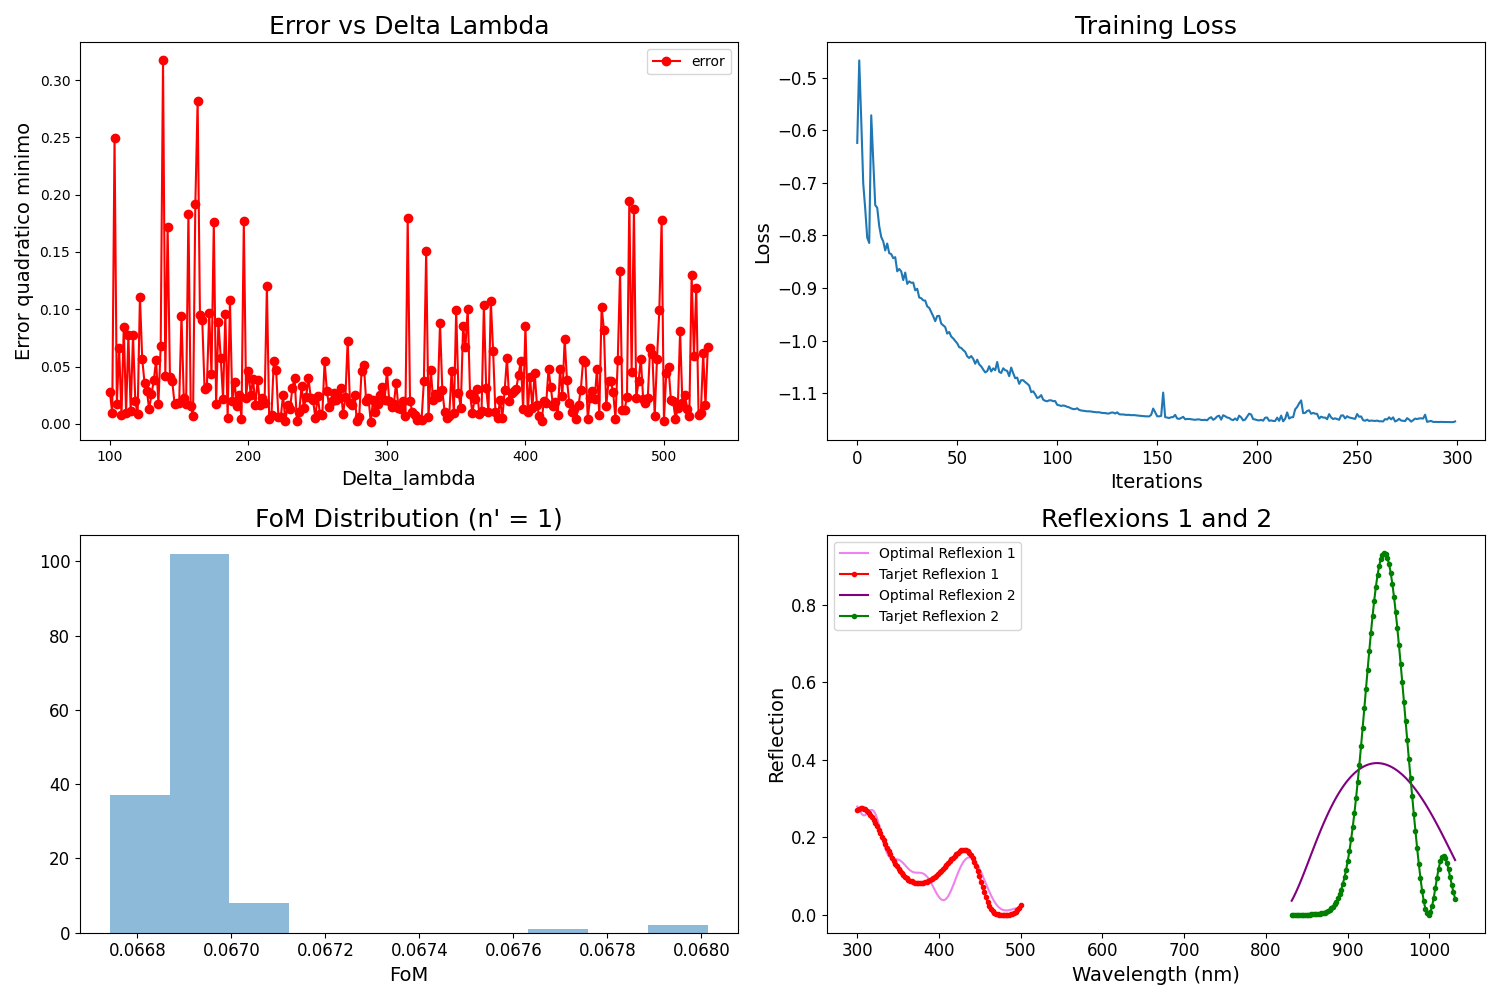 Error vs Delta Lambda
error
Error quadratico minimo
0.30
0.25
0.20
0.15
0.10
0.05
0.00
100 200 300 400 500
Delta_lambda
Training Loss
Loss
−0.5
−0.6
−0.7
−0.8
−0.9
−1.0
−1.1
0 50 100 150 200 250 300
Iterations
FoM Distribution (n' = 1)
100
80
60
40
20
0
0.0668 0.0670 0.0672 0.0674 0.0676 0.0678 0.0680
FoM
Reflexions 1 and 2
Optimal Reflexion 1
Tarjet Reflexion 1
Optimal Reflexion 2
Tarjet Reflexion 2
Reflection
0.8
0.6
0.4
0.2
0.0
300 400 500 600 700 800 900 1000
Wavelength (nm)